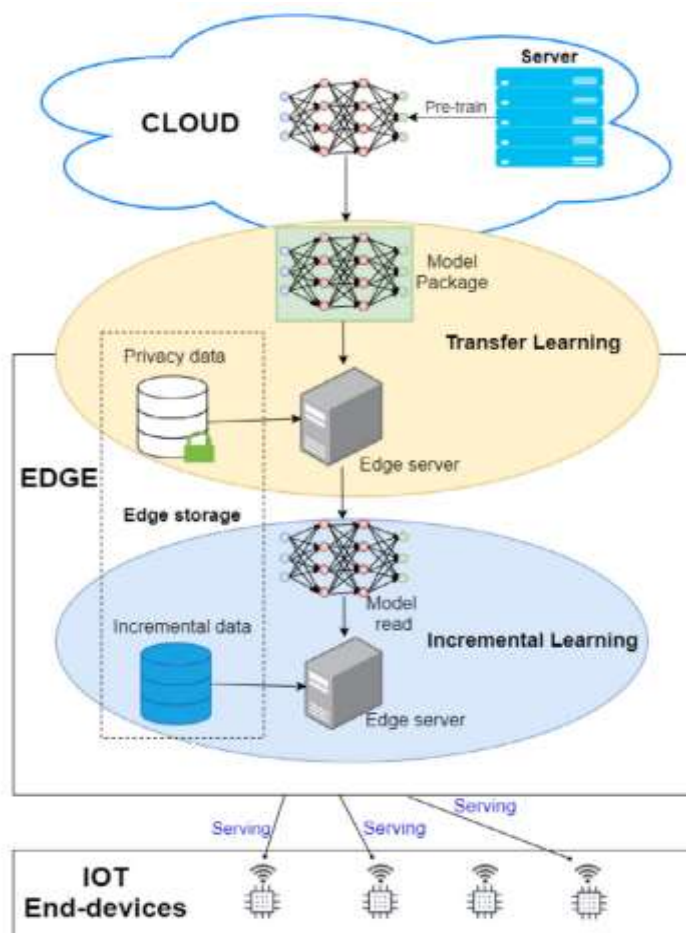 Server
CLOUD
Pre-train
Model
Package
Transfer Learning
Privacy data
Edge server
EDGE
Edge storage
Model
read
Incremental data
Incremental Learning
Edge server
Serving
Serving
Serving
IOT
End-devices